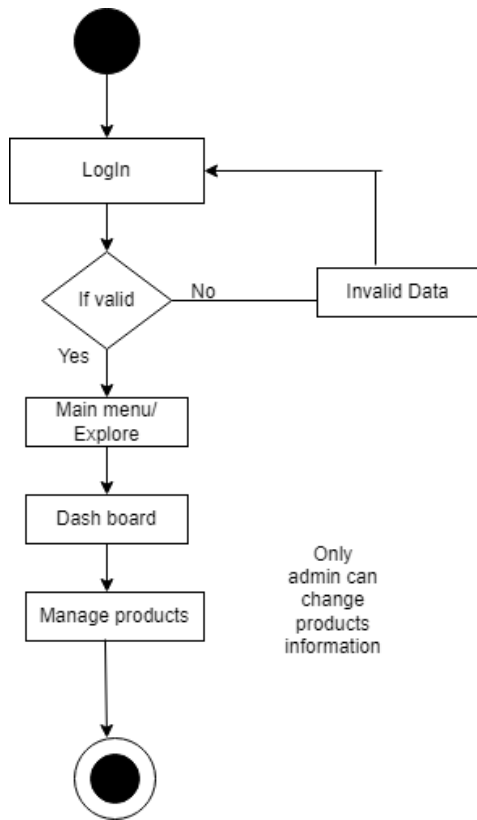 LogIn
If valid
No
Invalid Data
Yes
Main menu/
Explore
Dash board
Manage products
Only
admin can
change
products
information